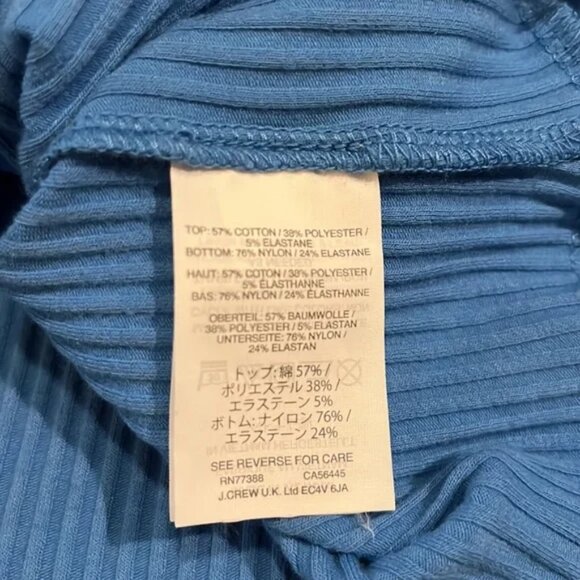 TOP: 57% COTTON / 38% POLYESTER /
5% ELASTANE
BOTTOM: 76% NYLON / 24% ELASTANE
HAUT: 57% COTON / 38% POLYESTER /
5% ÉLASTHANNE
BAS: 76% NYLON / 24% ÉLASTHANNE
OBERTEIL: 57% BAUMWOLLE /
38% POLYESTER / 5% ELASTAN
UNTERSEITE: 76% NYLON /
24% ELASTAN
トップ: 綿 57% /
ポリエステル 38% /
エラステーン 5%
ボトム: ナイロン 76% /
エラステーン 24%
SEE REVERSE FOR CARE
RN77388 CA56445
J.CREW U.K. Ltd EC4V 6JA